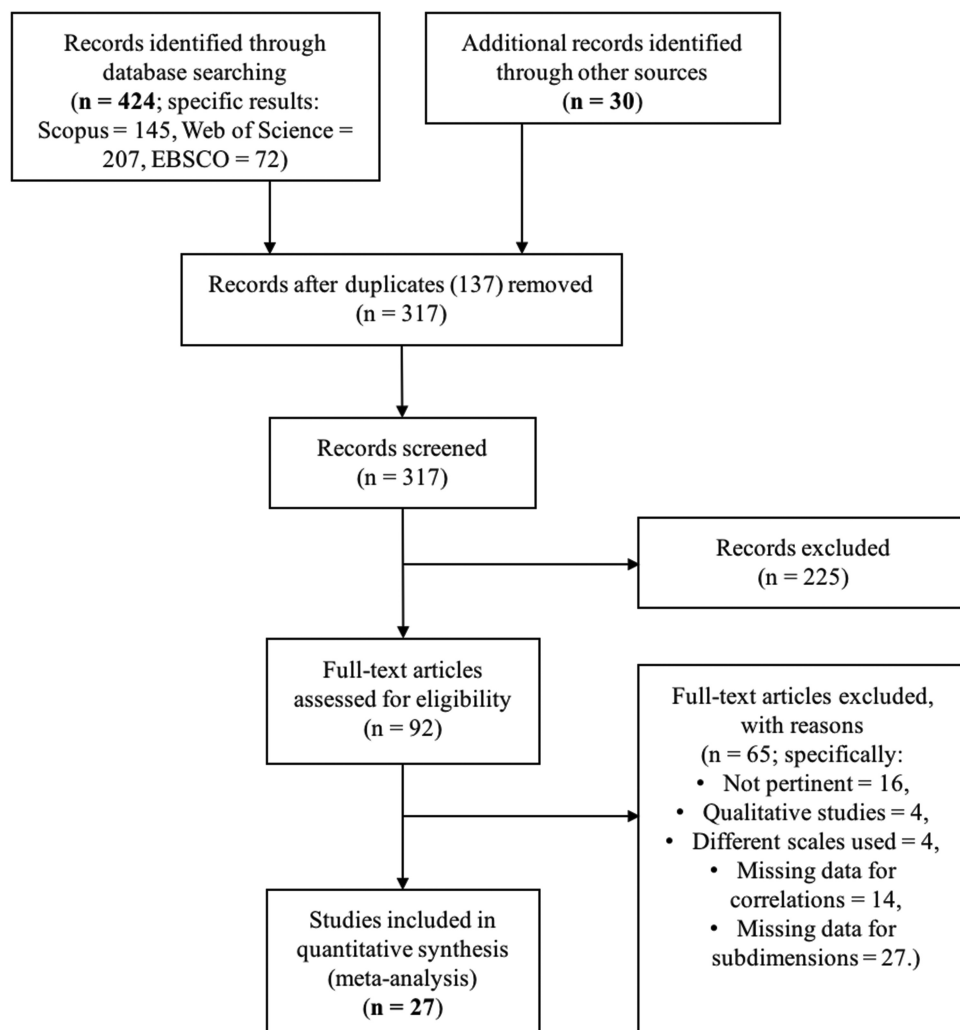 Records identified through
database searching
(n = 424; specific results:
Scopus = 145, Web of Science =
207, EBSCO = 72)
Additional records identified
through other sources
(n = 30)
Records after duplicates (137) removed
(n = 317)
Records screened
(n = 317)
Records excluded
(n = 225)
Full-text articles
assessed for eligibility
(n = 92)
Full-text articles excluded,
with reasons
(n = 65; specifically:
• Not pertinent = 16,
• Qualitative studies = 4,
• Different scales used = 4,
• Missing data for
correlations = 14,
• Missing data for
subdimensions = 27.)
Studies included in
quantitative synthesis
(meta-analysis)
(n = 27)